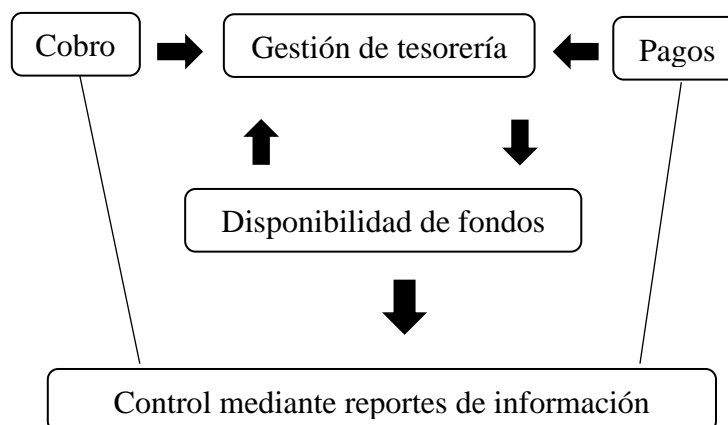 Cobro
Gestión de tesorería
Pagos
Disponibilidad de fondos
Control mediante reportes de información